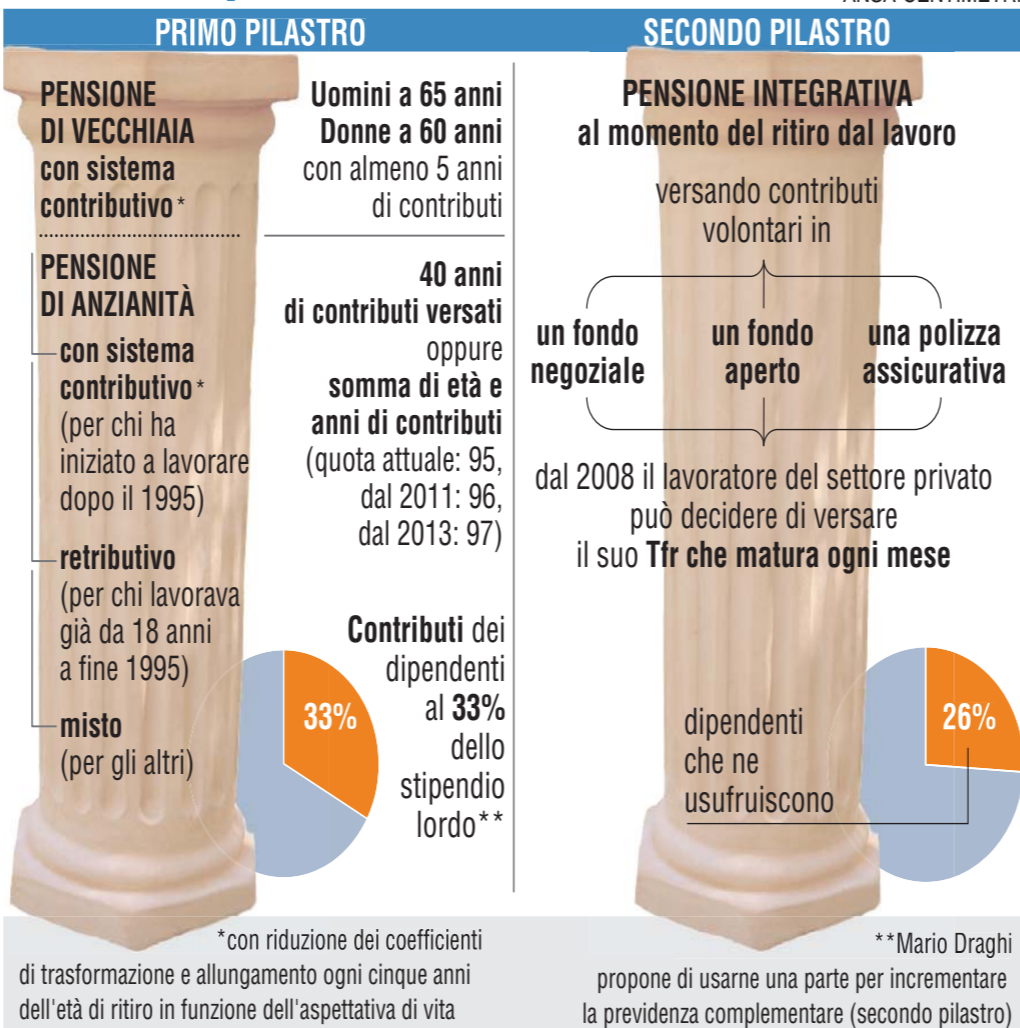 PRIMO PILASTRO
PENSIONE
DI VECCHIAIA
con sistema
contributivo*
Uomini a 65 anni
Donne a 60 anni
con almeno 5 anni
di contributi
PENSIONE
DI ANZIANITÀ
con sistema
contributivo*
(per chi ha
iniziato a lavorare
dopo il 1995)
retributivo
(per chi lavorava
già da 18 anni
a fine 1995)
misto
(per gli altri)
40 anni
di contributi versati
oppure
somma di età e
anni di contributi
(quota attuale: 95,
dal 2011: 96,
dal 2013: 97)
33%
Contributi dei
dipendenti
al 33%
dello
stipendio
lordo**
SECONDO PILASTRO
PENSIONE INTEGRATIVA
al momento del ritiro dal lavoro
versando contributi
volontari in
un fondo
negoziale
un fondo
aperto
una polizza
assicurativa
dal 2008 il lavoratore del settore privato
può decidere di versare
il suo Tfr che matura ogni mese
dipendenti
che ne
usufruiscono
26%
*con riduzione dei coefficienti
di trasformazione e allungamento ogni cinque anni
dell'età di ritiro in funzione dell'aspettativa di vita
**Mario Draghi
propone di usarne una parte per incrementare
la previdenza complementare (secondo pilastro)